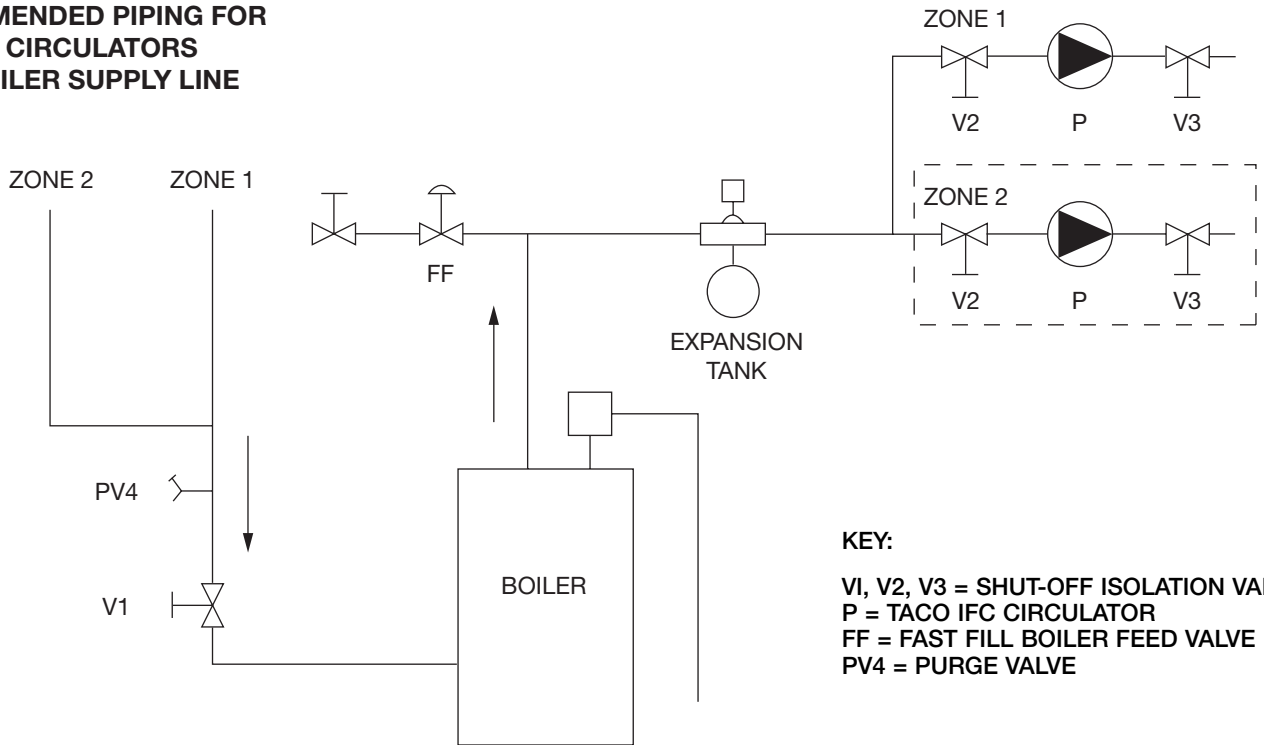 MENDED PIPING FOR
CIRCULATORS
ILER SUPPLY LINE
ZONE 1
V2
P
V3
ZONE 2
ZONE 1
ZONE 2
FF
V2
P
V3
EXPANSION
TANK
PV4
V1
BOILER
KEY:
VI, V2, V3 = SHUT-OFF ISOLATION VAL
P = TACO IFC CIRCULATOR
FF = FAST FILL BOILER FEED VALVE
PV4 = PURGE VALVE